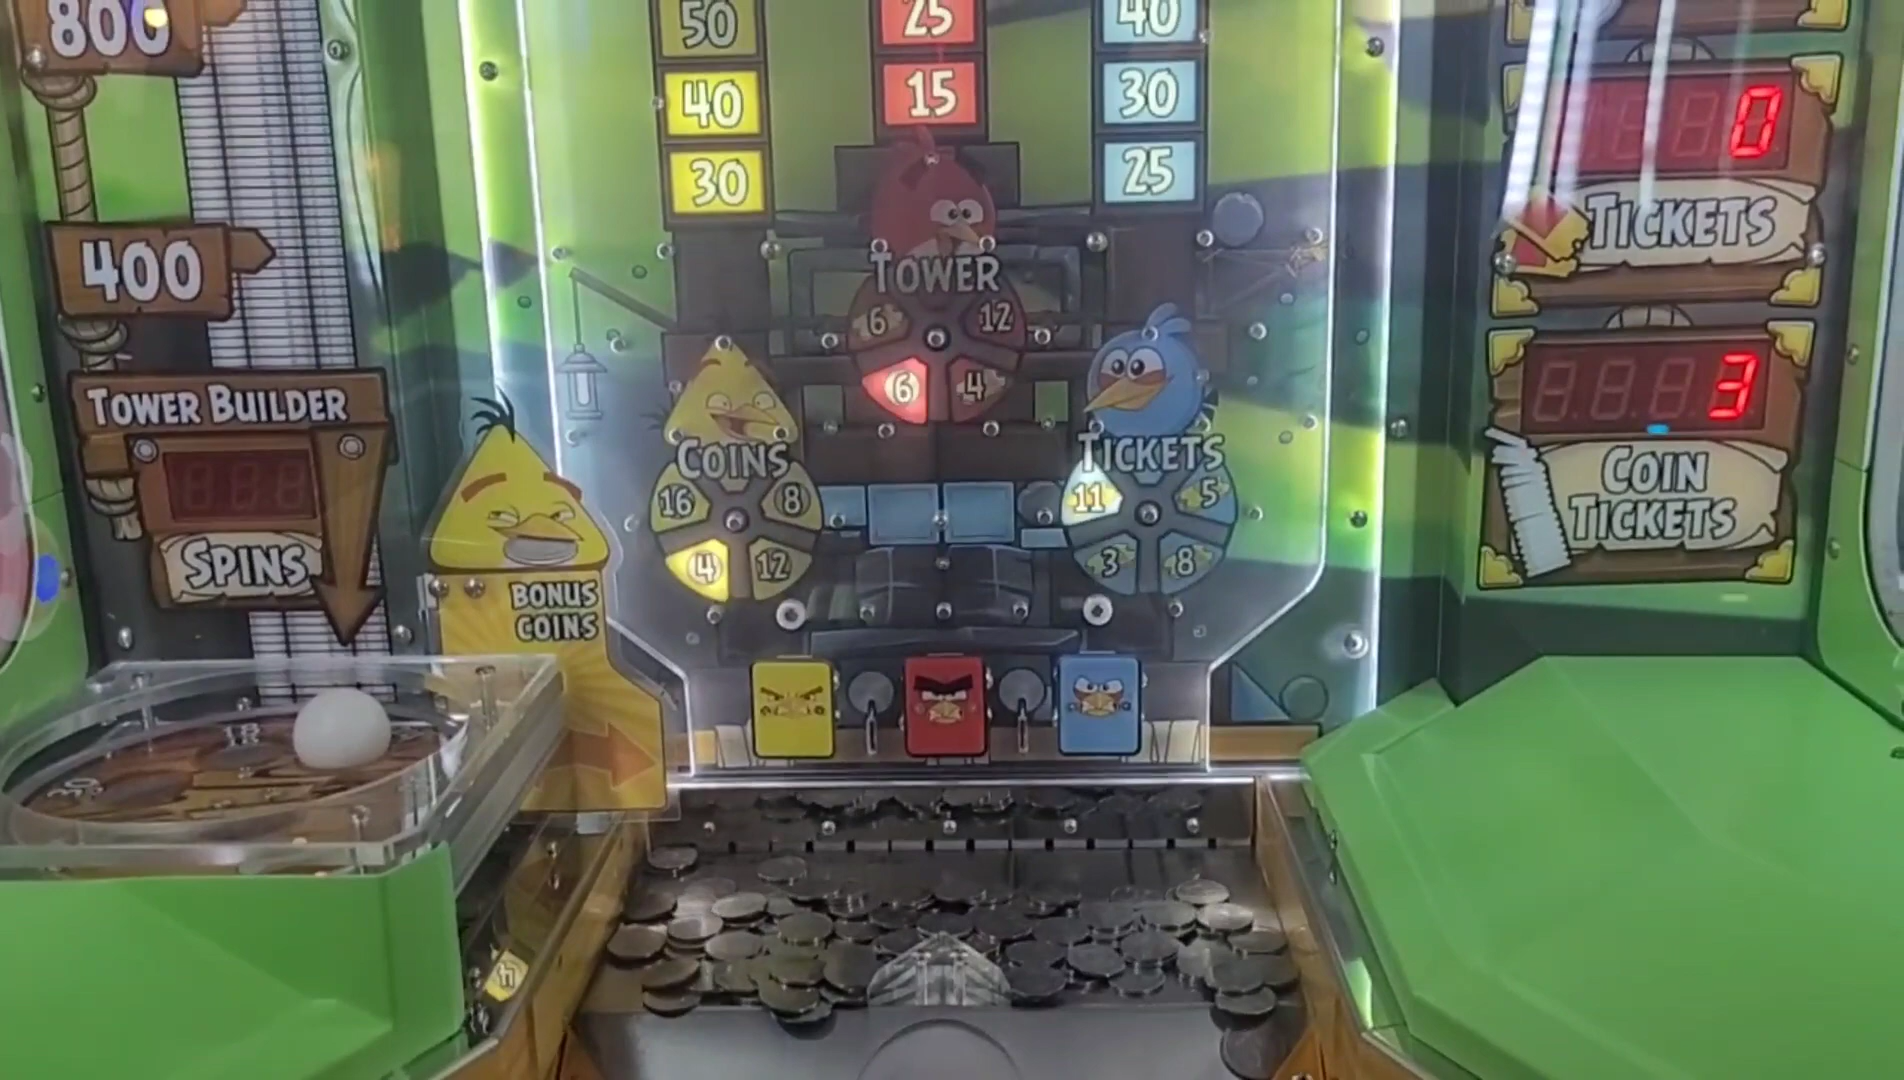 800
400
TOWER BUILDER
SPINS
BONUS
COINS
50
40
30
25
15
40
30
25
TOWER
6
12
6
4
COINS
16
8
4
12
TICKETS
11
5
3
8
0
TICKETS
3
COIN
TICKETS